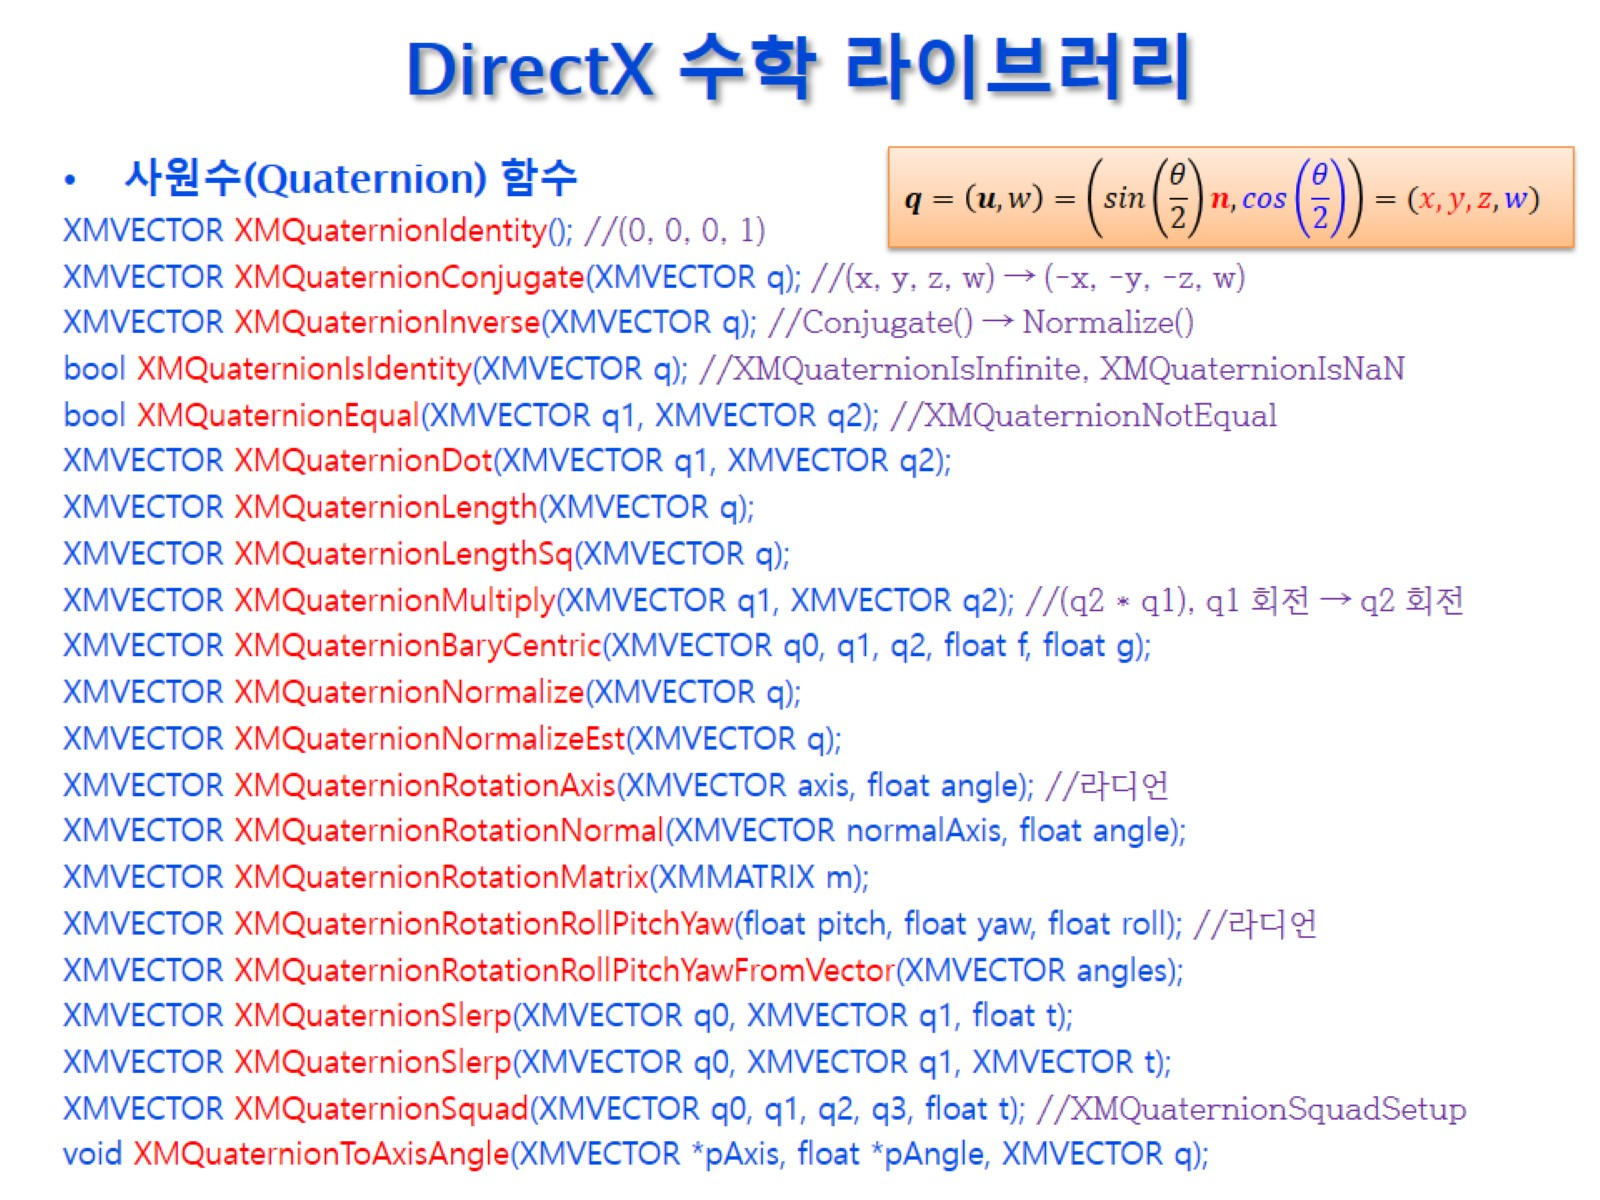 DirectX 수학 라이브러리
• 사원수(Quaternion) 함수
q = (u, w) = (sin(θ/2) n, cos(θ/2)) = (x, y, z, w)
XMVECTOR XMQuaternionIdentity(); //(0, 0, 0, 1)
XMVECTOR XMQuaternionConjugate(XMVECTOR q); //(x, y, z, w) → (-x, -y, -z, w)
XMVECTOR XMQuaternionInverse(XMVECTOR q); //Conjugate() → Normalize()
bool XMQuaternionIsIdentity(XMVECTOR q); //XMQuaternionIsInfinite, XMQuaternionIsNaN
bool XMQuaternionEqual(XMVECTOR q1, XMVECTOR q2); //XMQuaternionNotEqual
XMVECTOR XMQuaternionDot(XMVECTOR q1, XMVECTOR q2);
XMVECTOR XMQuaternionLength(XMVECTOR q);
XMVECTOR XMQuaternionLengthSq(XMVECTOR q);
XMVECTOR XMQuaternionMultiply(XMVECTOR q1, XMVECTOR q2); //(q2 * q1), q1 회전 → q2 회전
XMVECTOR XMQuaternionBaryCentric(XMVECTOR q0, q1, q2, float f, float g);
XMVECTOR XMQuaternionNormalize(XMVECTOR q);
XMVECTOR XMQuaternionNormalizeEst(XMVECTOR q);
XMVECTOR XMQuaternionRotationAxis(XMVECTOR axis, float angle); //라디언
XMVECTOR XMQuaternionRotationNormal(XMVECTOR normalAxis, float angle);
XMVECTOR XMQuaternionRotationMatrix(XMMATRIX m);
XMVECTOR XMQuaternionRotationRollPitchYaw(float pitch, float yaw, float roll); //라디언
XMVECTOR XMQuaternionRotationRollPitchYawFromVector(XMVECTOR angles);
XMVECTOR XMQuaternionSlerp(XMVECTOR q0, XMVECTOR q1, float t);
XMVECTOR XMQuaternionSlerp(XMVECTOR q0, XMVECTOR q1, XMVECTOR t);
XMVECTOR XMQuaternionSquad(XMVECTOR q0, q1, q2, q3, float t); //XMQuaternionSquadSetup
void XMQuaternionToAxisAngle(XMVECTOR *pAxis, float *pAngle, XMVECTOR q);